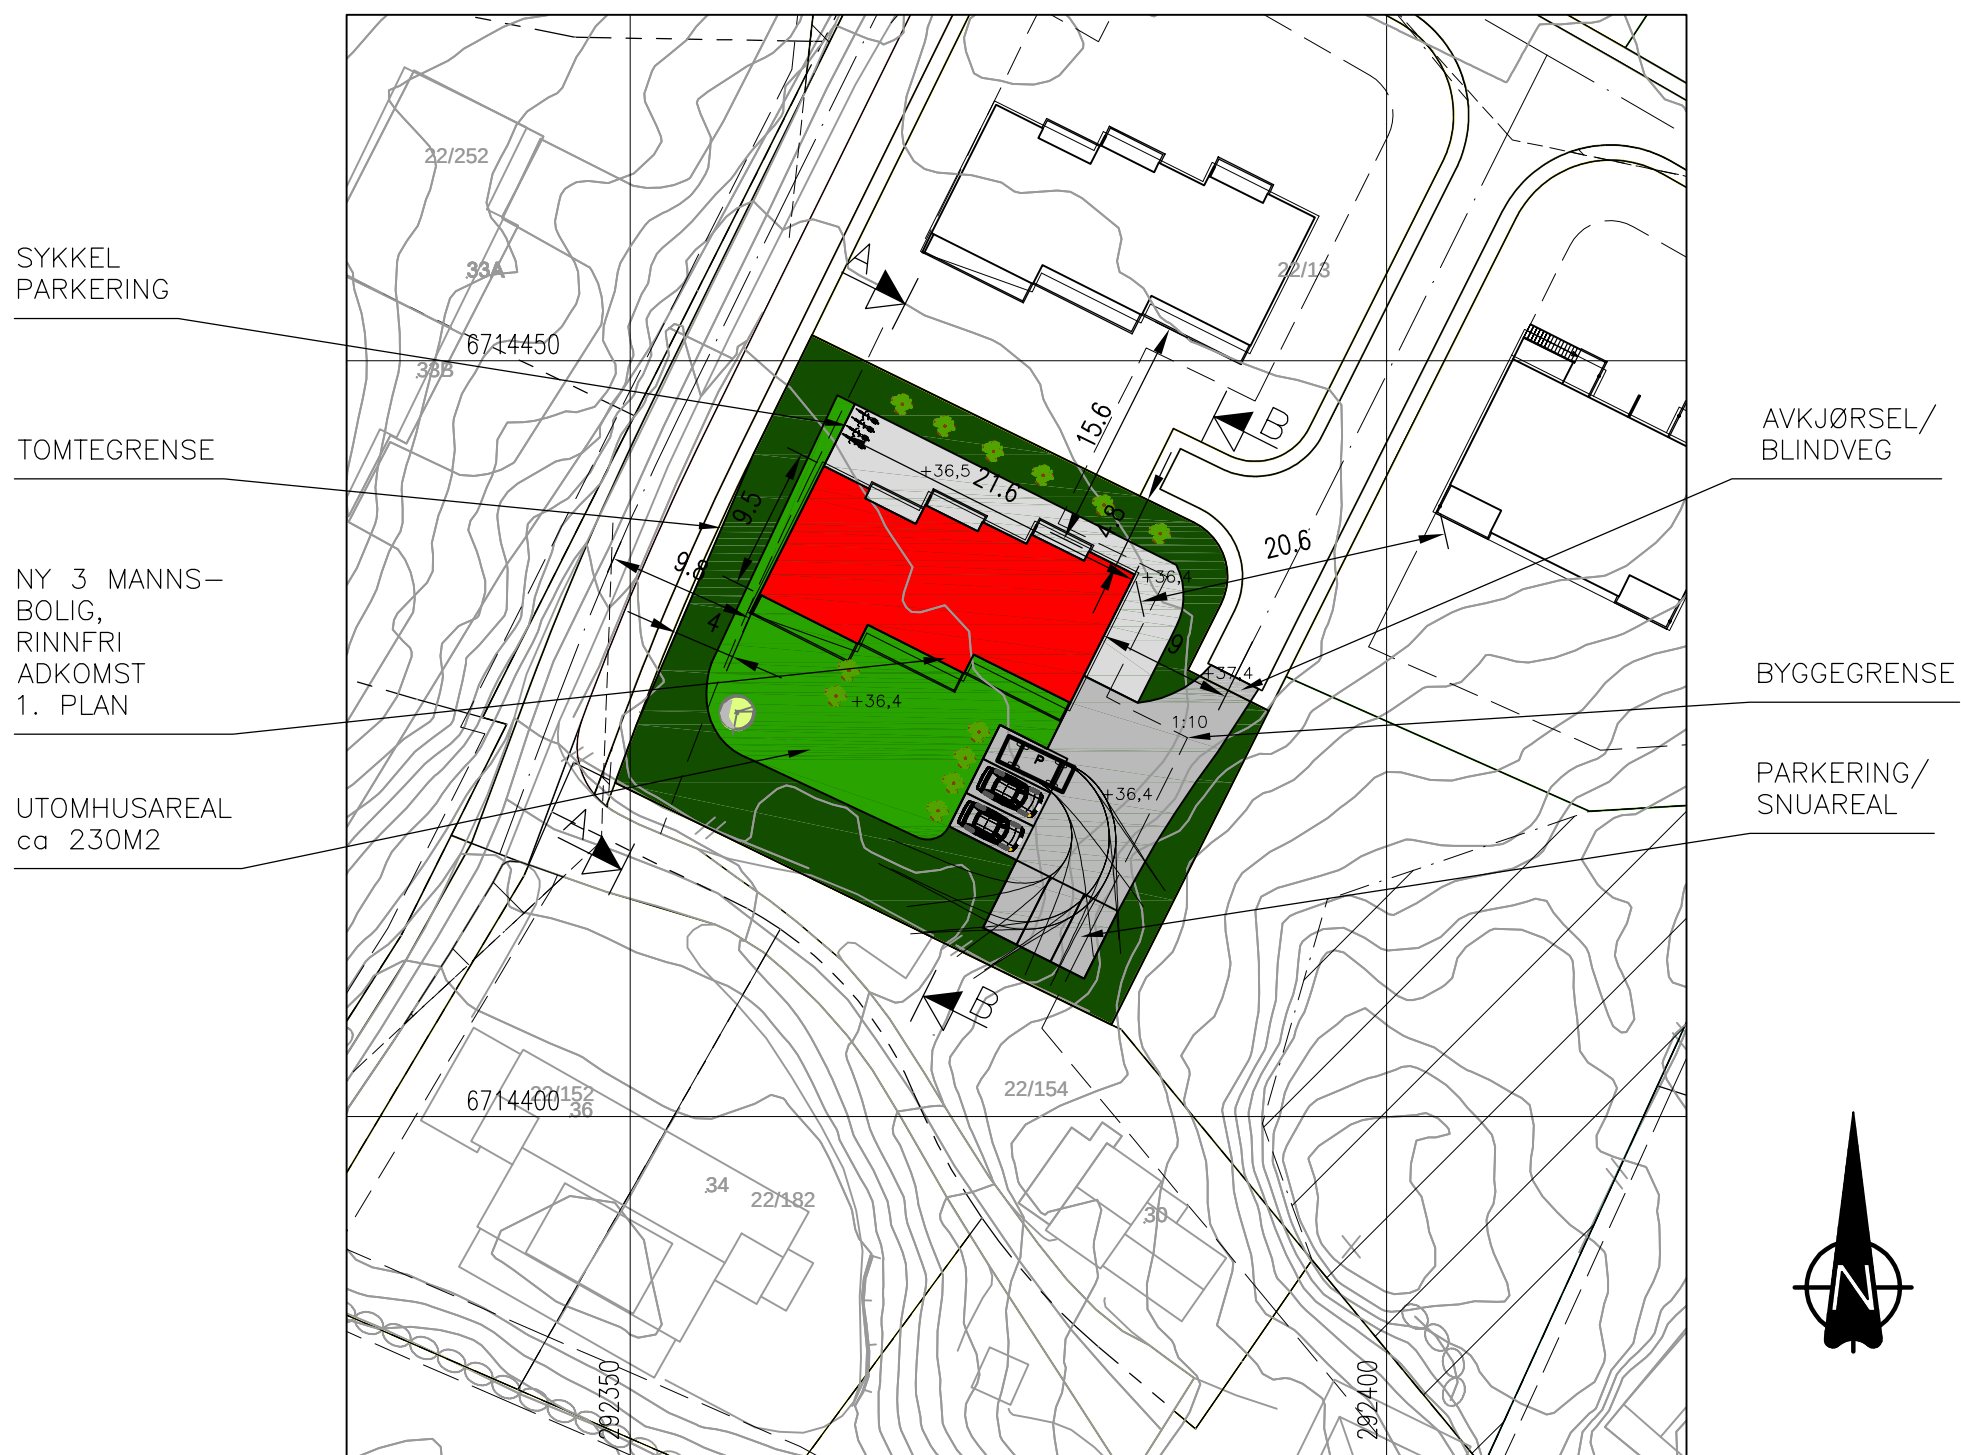 SYKKEL
PARKERING
TOMTEGRENSE
NY 3 MANNS-
BOLIG,
RINNFRI
ADKOMST
1. PLAN
UTOMHUSAREAL
ca 230M2
22/252
33A
33B
6714450
A
22/13
B
15.6
+36,5
21.6
4.8
9.5
9.8
4
+36,4
20.6
9
+37,4
+36,4
1:10
P
+36,4
A
B
6714400
22/152
36
34
22/182
22/154
30
292350
292400
AVKJØRSEL/
BLINDVEG
BYGGEGRENSE
PARKERING/
SNUAREAL
N